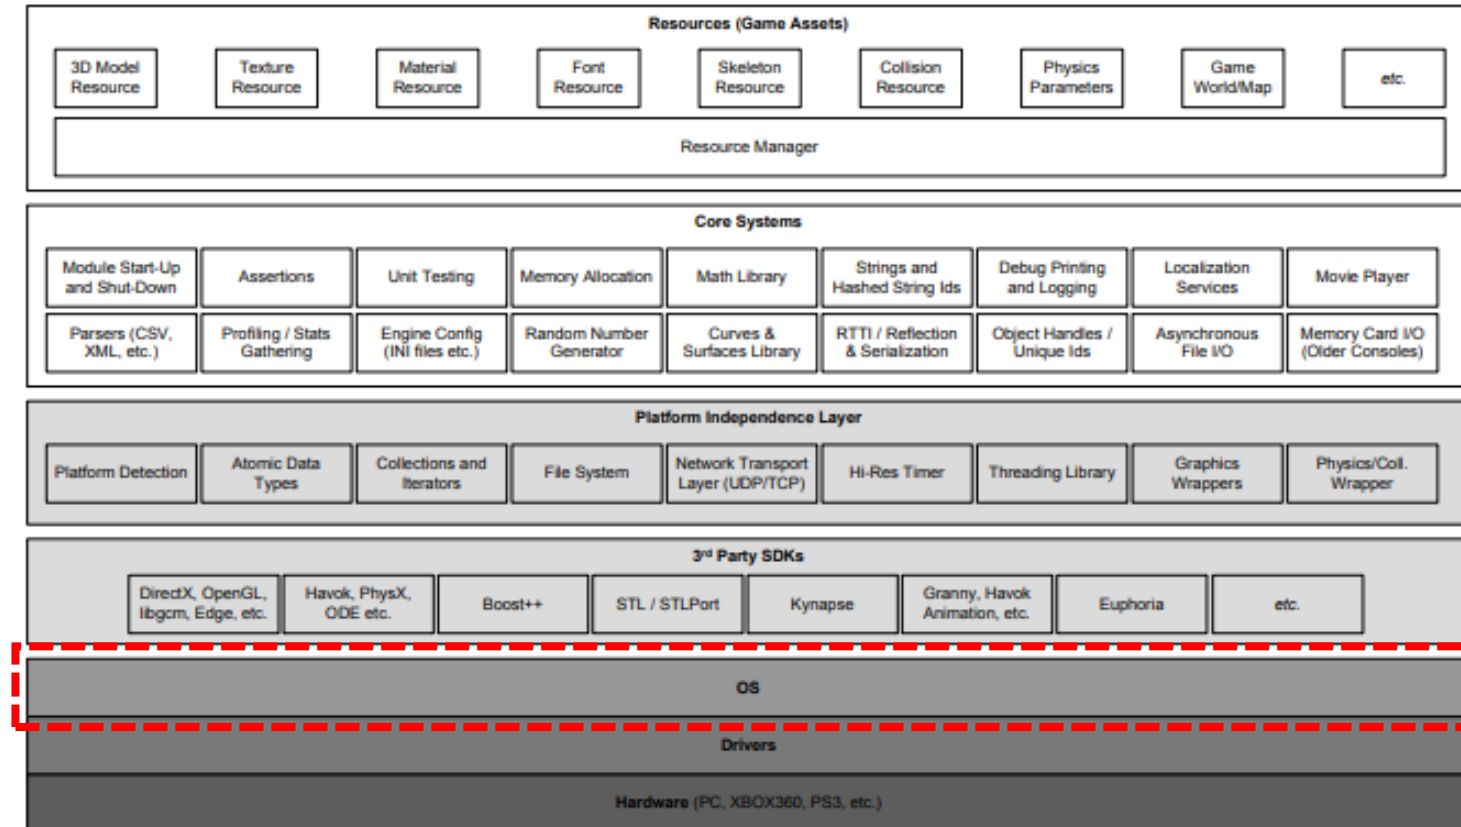 Resources (Game Assets)
3D Model
Resource
Texture
Resource
Material
Resource
Font
Resource
Skeleton
Resource
Collision
Resource
Physics
Parameters
Game
World/Map
etc.
Resource Manager
Core Systems
Module Start-Up
and Shut-Down
Assertions
Unit Testing
Memory Allocation
Math Library
Strings and
Hashed String Ids
Debug Printing
and Logging
Localization
Services
Movie Player
Parsers (CSV,
XML, etc.)
Profiling / Stats
Gathering
Engine Config
(INI files etc.)
Random Number
Generator
Curves &
Surfaces Library
RTTI / Reflection
& Serialization
Object Handles /
Unique Ids
Asynchronous
File I/O
Memory Card I/O
(Older Consoles)
Platform Independence Layer
Platform Detection
Atomic Data
Types
Collections and
Iterators
File System
Network Transport
Layer (UDP/TCP)
Hi-Res Timer
Threading Library
Graphics
Wrappers
Physics/Coll.
Wrapper
3rd Party SDKs
DirectX, OpenGL,
libgcm, Edge, etc.
Havok, PhysX,
ODE etc.
Boost++
STL / STLPort
Kynapse
Granny, Havok
Animation, etc.
Euphoria
etc.
OS
Drivers
Hardware (PC, XBOX360, PS3, etc.)